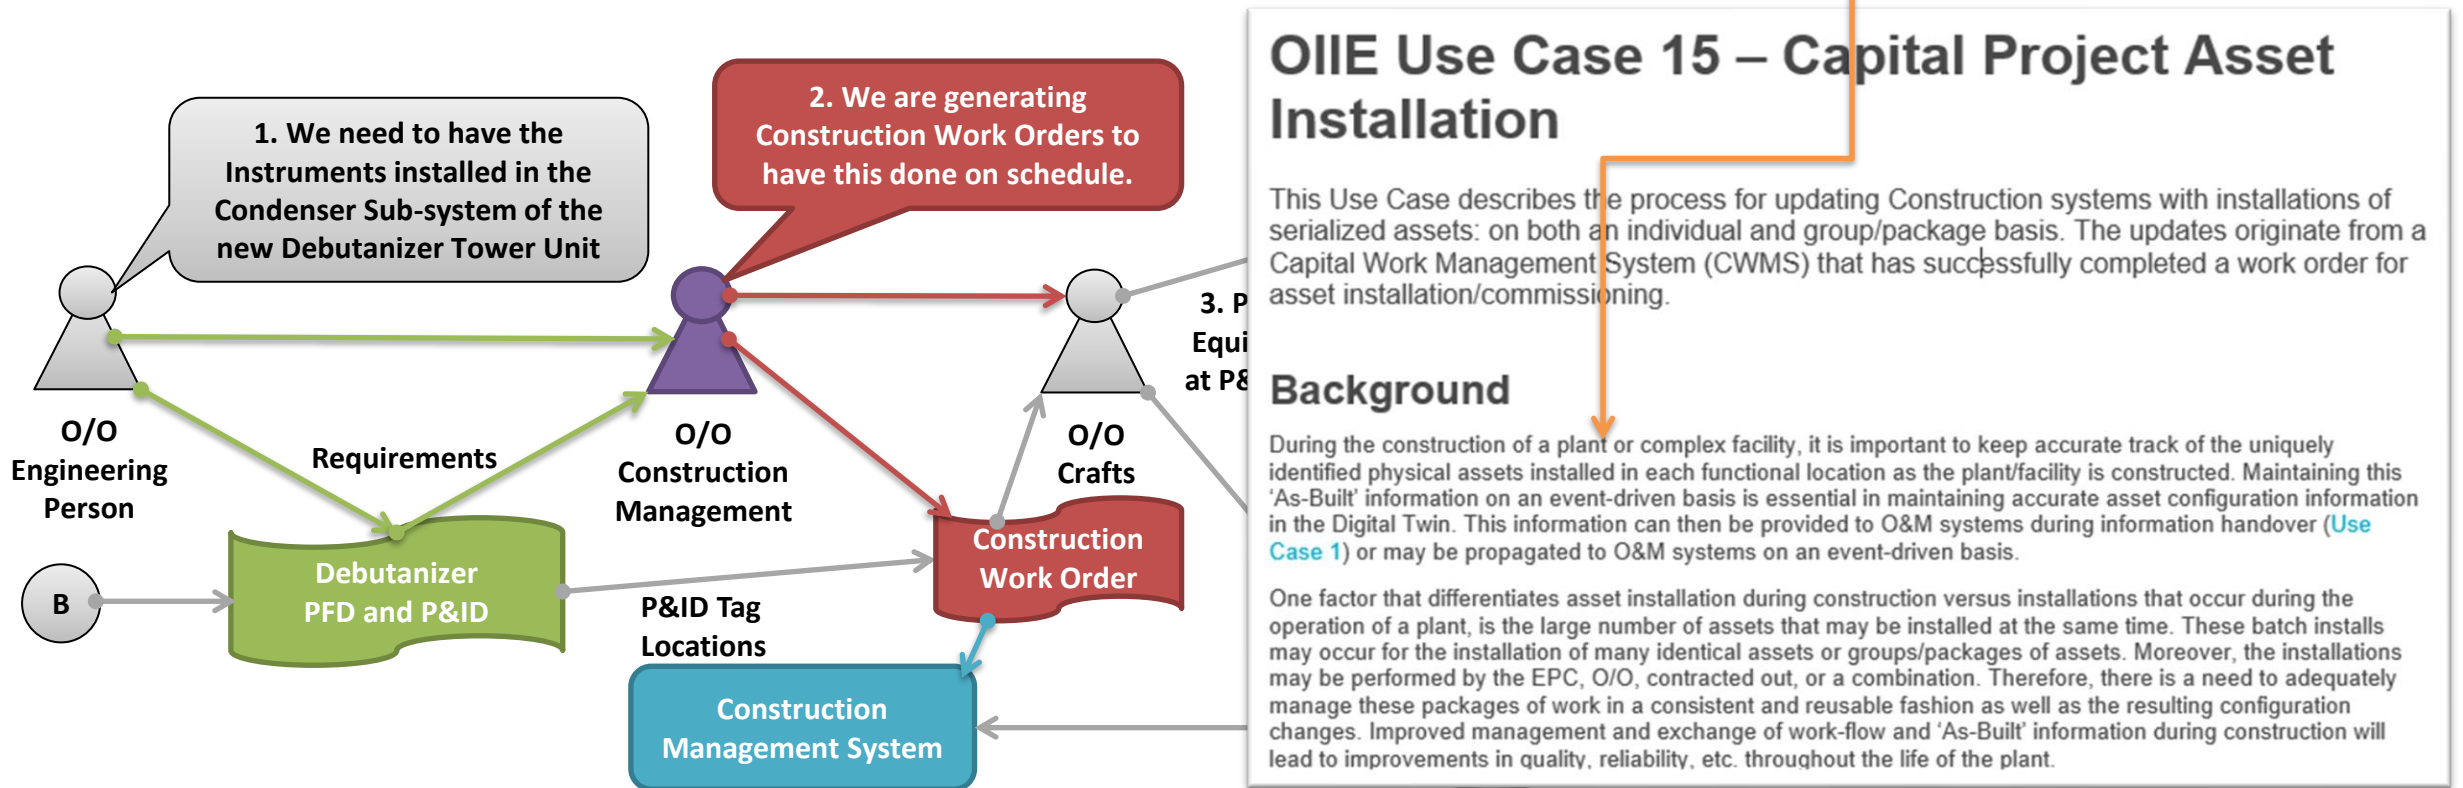 1. We need to have the
Instruments installed in the
Condenser Sub-system of the
new Debutanizer Tower Unit
2. We are generating
Construction Work Orders to
have this done on schedule.
O/O
Engineering
Person
Requirements
O/O
Construction
Management
O/O
Crafts
3. P
Equi
at P&
B
Debutanizer
PFD and P&ID
P&ID Tag
Locations
Construction
Work Order
Construction
Management System
OIIE Use Case 15 – Capital Project Asset
Installation
This Use Case describes the process for updating Construction systems with installations of
serialized assets: on both an individual and group/package basis. The updates originate from a
Capital Work Management System (CWMS) that has successfully completed a work order for
asset installation/commissioning.
Background
During the construction of a plant or complex facility, it is important to keep accurate track of the uniquely
identified physical assets installed in each functional location as the plant/facility is constructed. Maintaining this
‘As-Built’ information on an event-driven basis is essential in maintaining accurate asset configuration information
in the Digital Twin. This information can then be provided to O&M systems during information handover (Use
Case 1) or may be propagated to O&M systems on an event-driven basis.
One factor that differentiates asset installation during construction versus installations that occur during the
operation of a plant, is the large number of assets that may be installed at the same time. These batch installs
may occur for the installation of many identical assets or groups/packages of assets. Moreover, the installations
may be performed by the EPC, O/O, contracted out, or a combination. Therefore, there is a need to adequately
manage these packages of work in a consistent and reusable fashion as well as the resulting configuration
changes. Improved management and exchange of work-flow and ‘As-Built’ information during construction will
lead to improvements in quality, reliability, etc. throughout the life of the plant.